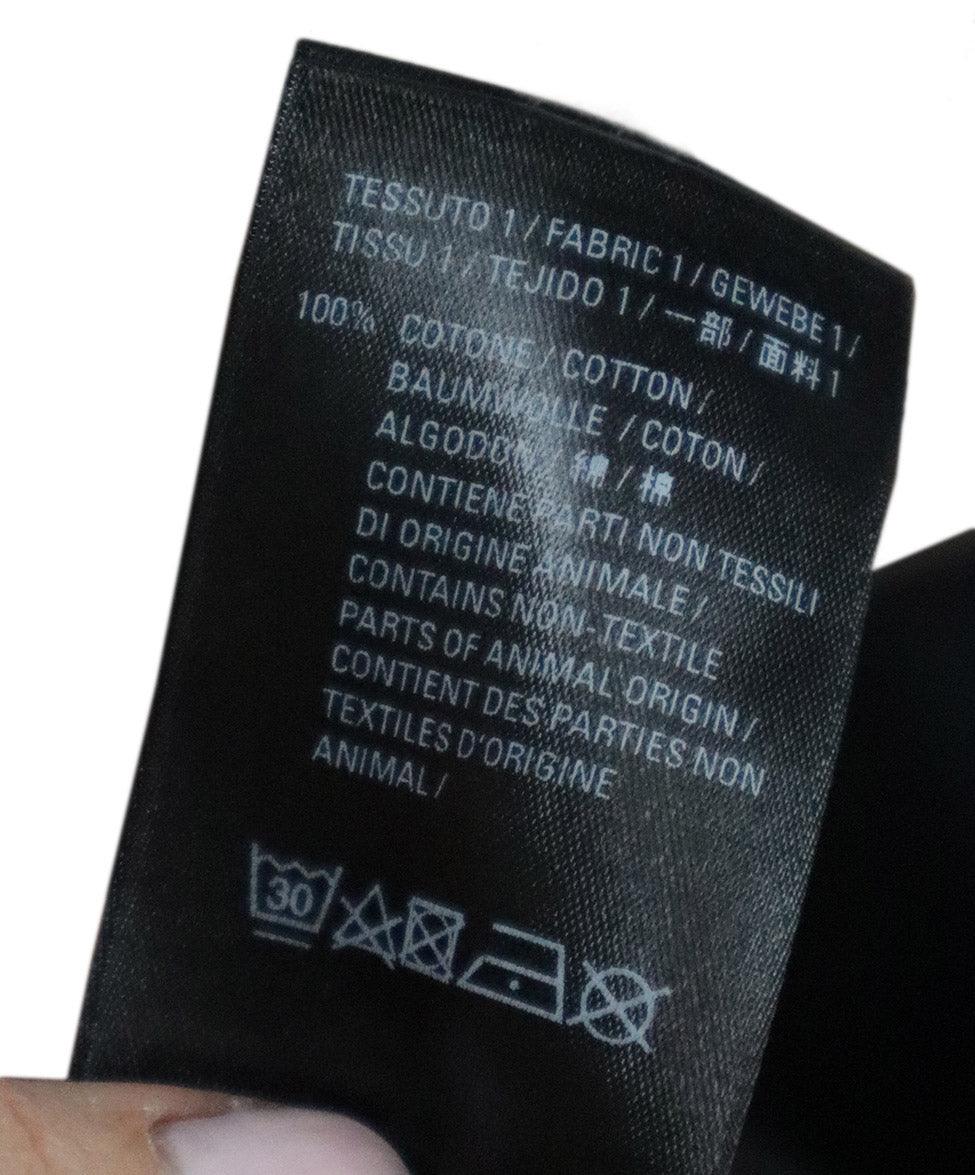 TESSUTO 1 / FABRIC 1 / GEWEBE 1 /
TISSU 1 / TEJIDO 1 / 一部 / 面料 1
100% COTONE / COTTON /
BAUMWOLLE / COTON /
ALGODON 綿 / 棉
CONTIENE PARTI NON TESSILI
DI ORIGINE ANIMALE /
CONTAINS NON-TEXTILE
PARTS OF ANIMAL ORIGIN /
CONTIENT DES PARTIES NON
TEXTILES D'ORIGINE
ANIMAL /
30